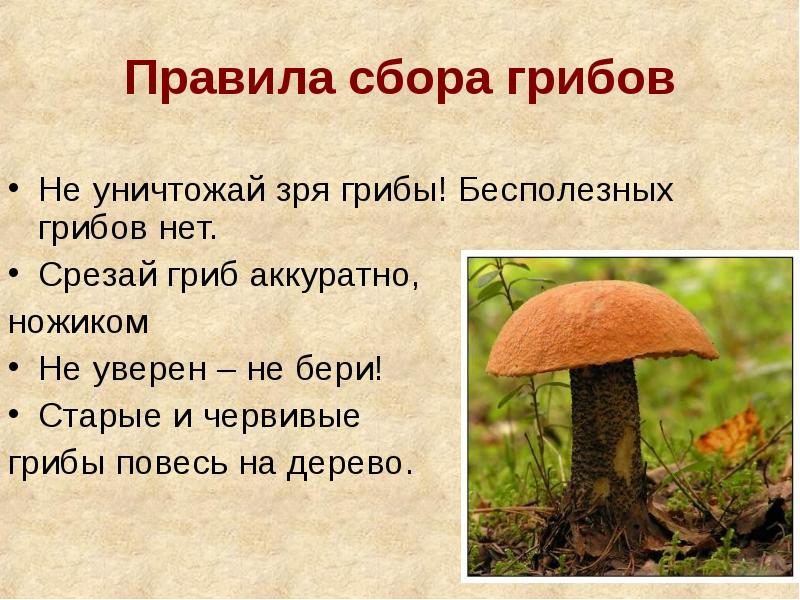 Правила сбора грибов
• Не уничтожай зря грибы! Бесполезных
грибов нет.
• Срезай гриб аккуратно,
ножиком
• Не уверен – не бери!
• Старые и червивые
грибы повесь на дерево.